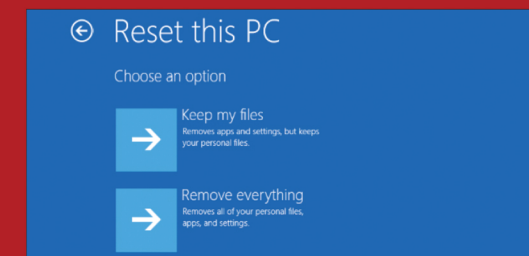 Reset this PC
Choose an option
Keep my files
Removes apps and settings, but keeps
your personal files.
Remove everything
Removes all of your personal files,
apps, and settings.